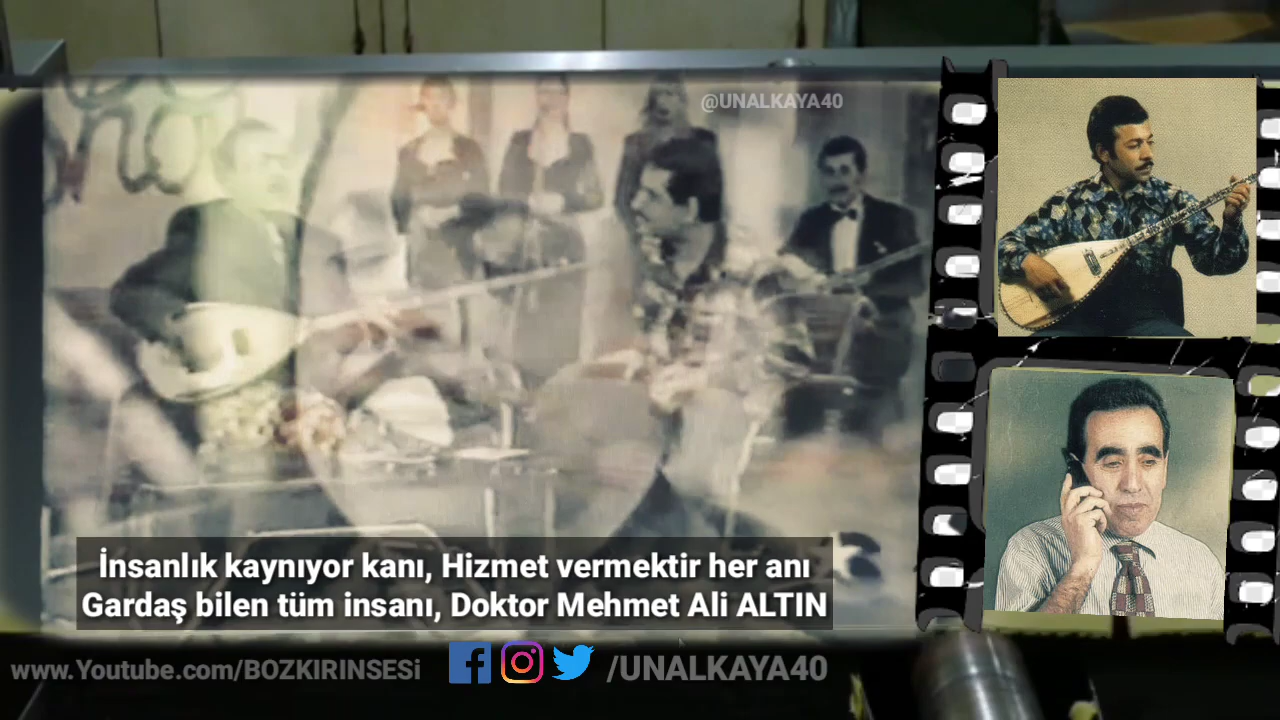 @UNALKAYA40
İnsanlık kaynıyor kanı, Hizmet vermektir her anı
Gardaş bilen tüm insanı, Doktor Mehmet Ali ALTIN
www.Youtube.com/BOZKIRINSESi
/UNALKAYA40